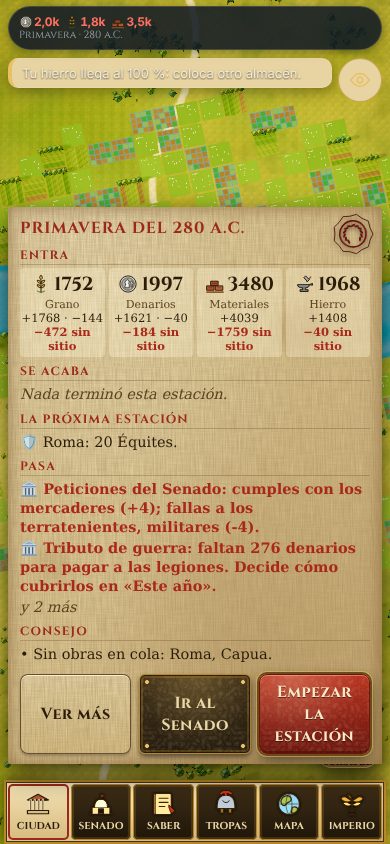 2,0k 1,8k 3,5k
Primavera · 280 a.C.
Tu hierro llega al 100 %: coloca otro almacén.
Primavera del 280 a.C.
Entra
1752 1997 3480 1968
Grano Denarios Materiales Hierro
+1768 · −144 +1621 · −40 +4039 +1408
−472 sin sitio −184 sin sitio −1759 sin sitio −40 sin sitio
Se acaba
Nada terminó esta estación.
La próxima estación
Roma: 20 Équites.
Pasa
Peticiones del Senado: cumples con los
mercaderes (+4); fallas a los
terratenientes, militares (-4).
Tributo de guerra: faltan 276 denarios
para pagar a las legiones. Decide cómo
cubrirlos en «Este año».
y 2 más
Consejo
• Sin obras en cola: Roma, Capua.
Ver más
Ir al
Senado
Empezar
la
estación
Ciudad Senado Saber Tropas Mapa Imperio